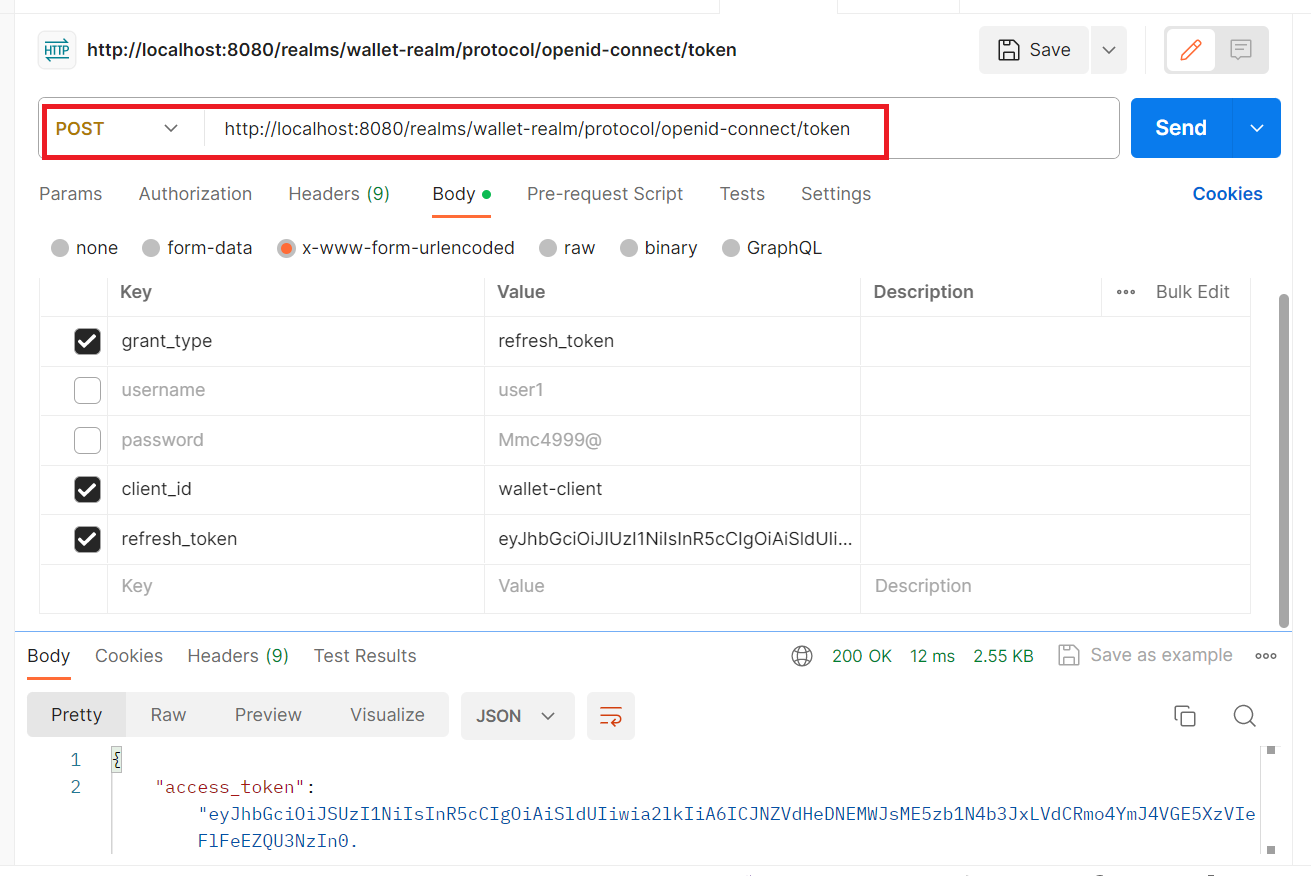 HTTP http://localhost:8080/realms/wallet-realm/protocol/openid-connect/token Save
POST http://localhost:8080/realms/wallet-realm/protocol/openid-connect/token Send
Params Authorization Headers (9) Body Pre-request Script Tests Settings Cookies
none form-data x-www-form-urlencoded raw binary GraphQL
Key Value Description Bulk Edit
grant_type refresh_token
username user1
password Mmc4999@
client_id wallet-client
refresh_token eyJhbGciOiJIUzI1NiIsInR5cCIgOiAiSldUIi...
Key Value Description
Body Cookies Headers (9) Test Results 200 OK 12 ms 2.55 KB Save as example
Pretty Raw Preview Visualize JSON
1 {
2 "access_token":
"eyJhbGciOiJSUzI1NiIsInR5cCIgOiAiSldUIiwia2lkIiA6ICJNZVdHeDNEMWJsME5zb1N4b3JxLVdCRmo4YmJ4VGE5XzVIe
FlFeEZQU3NzIn0.